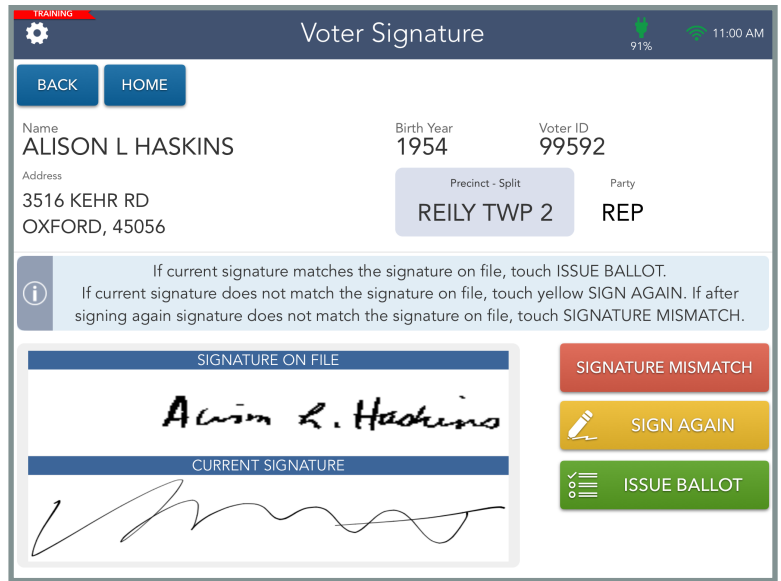 TRAINING
Voter Signature
91%
11:00 AM
BACK
HOME
Name
ALISON L HASKINS
Birth Year
1954
Voter ID
99592
Address
3516 KEHR RD
OXFORD, 45056
Precinct - Split
REILY TWP 2
Party
REP
If current signature matches the signature on file, touch ISSUE BALLOT.
If current signature does not match the signature on file, touch yellow SIGN AGAIN. If after
signing again signature does not match the signature on file, touch SIGNATURE MISMATCH.
SIGNATURE ON FILE
Alison L. Haskins
CURRENT SIGNATURE
SIGNATURE MISMATCH
SIGN AGAIN
ISSUE BALLOT